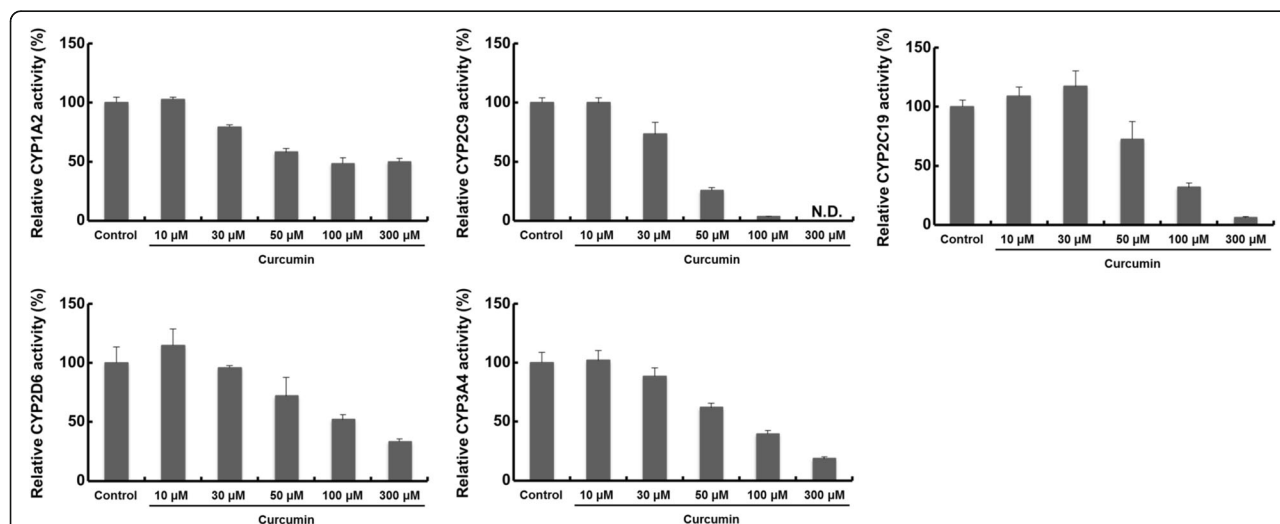 Relative CYP1A2 activity (%)
150
100
50
0
Control 10 μM 30 μM 50 μM 100 μM 300 μM
Curcumin
Relative CYP2C9 activity (%)
150
100
50
0
N.D.
Control 10 μM 30 μM 50 μM 100 μM 300 μM
Curcumin
Relative CYP2C19 activity (%)
150
100
50
0
Control 10 μM 30 μM 50 μM 100 μM 300 μM
Curcumin
Relative CYP2D6 activity (%)
150
100
50
0
Control 10 μM 30 μM 50 μM 100 μM 300 μM
Curcumin
Relative CYP3A4 activity (%)
150
100
50
0
Control 10 μM 30 μM 50 μM 100 μM 300 μM
Curcumin